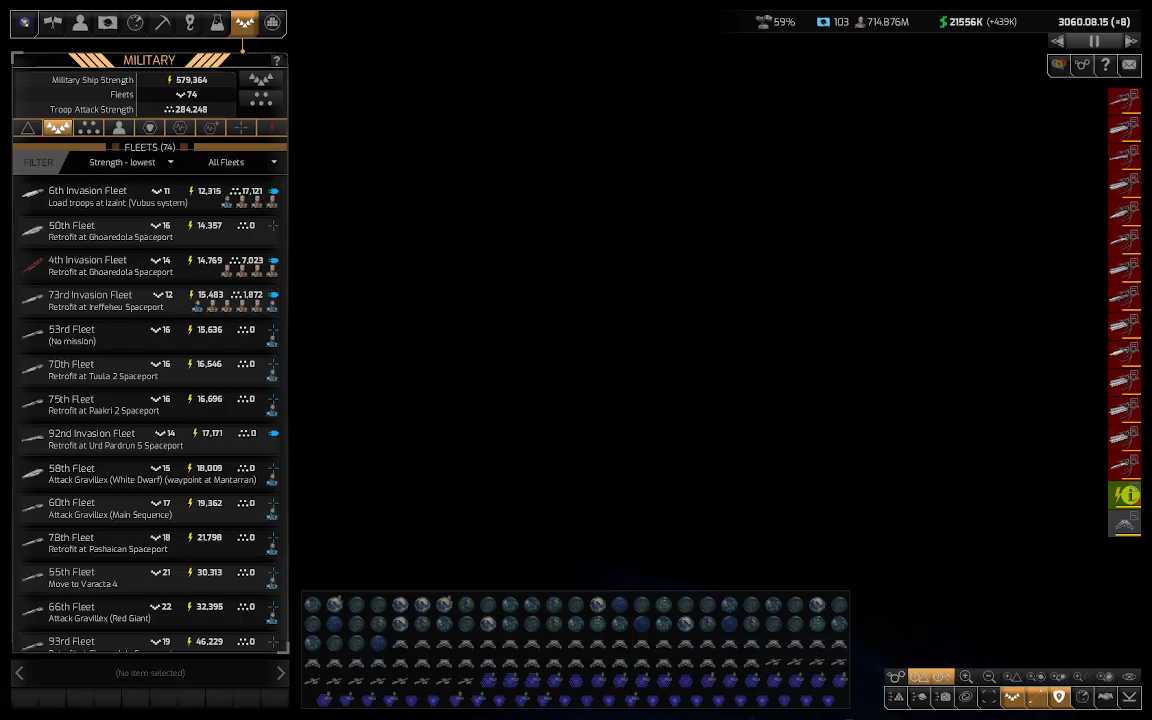 59% 103 714.876M $ 21556K (+439K) 3060.08.15 (×8)
MILITARY ?
Military Ship Strength 579,364
Fleets 74
Troop Attack Strength 284,248
FLEETS (74)
FILTER Strength - lowest All Fleets
6th Invasion Fleet 11 12,315 17,121
Load troops at Izaint (Vubus system)
50th Fleet 16 14,357 0
Retrofit at Ghoaredola Spaceport
4th Invasion Fleet 14 14,769 7,023
Retrofit at Ghoaredola Spaceport
73rd Invasion Fleet 12 15,483 1,872
Retrofit at Ireffeheu Spaceport
53rd Fleet 16 15,636 0
(No mission)
70th Fleet 16 16,546 0
Retrofit at Tuula 2 Spaceport
75th Fleet 16 16,696 0
Retrofit at Paakri 2 Spaceport
92nd Invasion Fleet 14 17,171 0
Retrofit at Urd Pardrun 5 Spaceport
58th Fleet 15 18,009 0
Attack Gravillex (White Dwarf) (waypoint at Mantarran)
60th Fleet 17 19,362 0
Attack Gravillex (Main Sequence)
78th Fleet 18 21,798 0
Retrofit at Pashaican Spaceport
55th Fleet 21 30,313 0
Move to Varacta 4
66th Fleet 22 32,395 0
Attack Gravillex (Red Giant)
93rd Fleet 19 46,229 0
(No item selected)
?